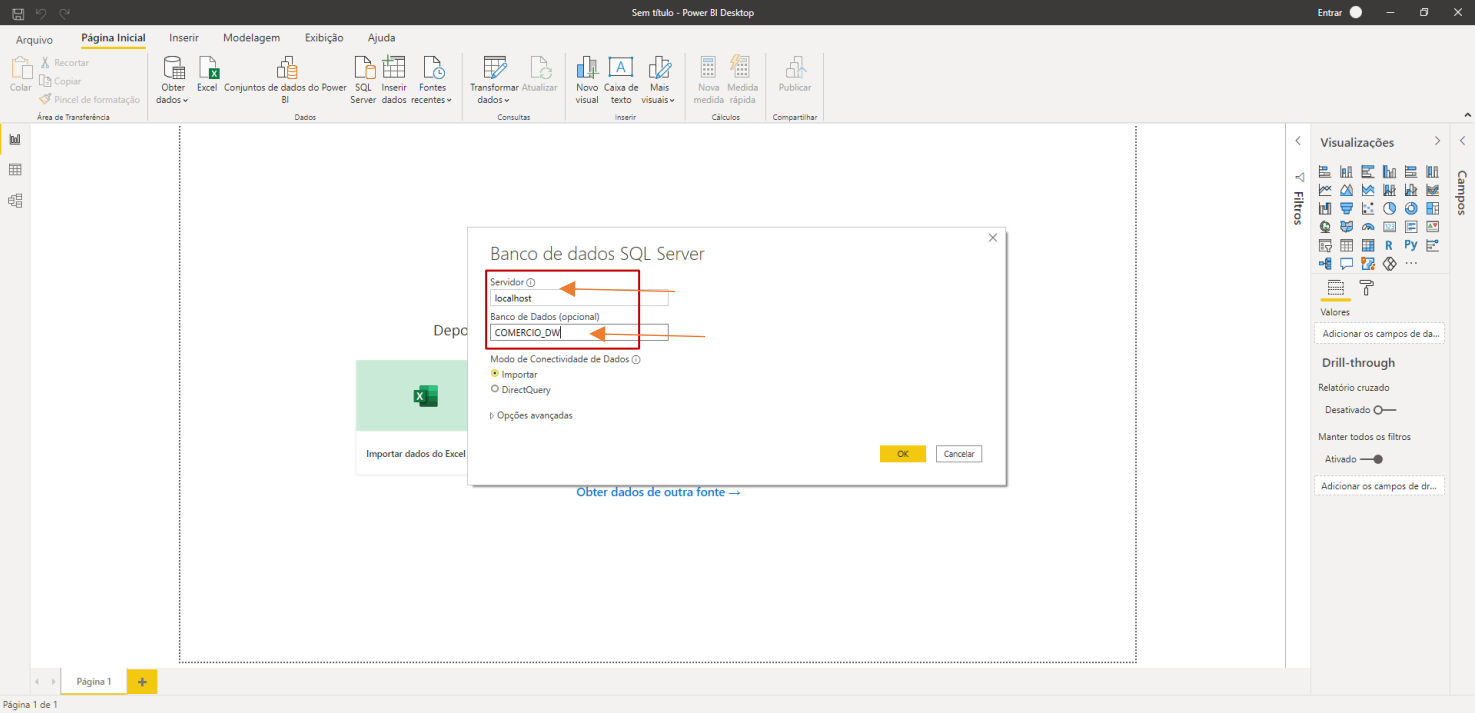 Sem título - Power BI Desktop
Entrar
Arquivo
Página Inicial
Inserir
Modelagem
Exibição
Ajuda
Colar
Recortar
Copiar
Pincel de formatação
Área de Transferência
Obter
dados
Excel
Conjuntos de dados do Power
BI
SQL
Server
Inserir
dados
Fontes
recentes
Dados
Transformar
dados
Atualizar
Consultas
Novo
visual
Caixa de
texto
Mais
visuais
Inserir
Nova
medida
Medida
rápida
Cálculos
Publicar
Compartilhar
Banco de dados SQL Server
Servidor
localhost
Banco de Dados (opcional)
COMERCIO_DW
Modo de Conectividade de Dados
Importar
DirectQuery
Opções avançadas
OK
Cancelar
Depo
Importar dados do Excel
Obter dados de outra fonte →
Filtros
Visualizações
R
Py
...
Valores
Adicionar os campos de da...
Drill-through
Relatório cruzado
Desativado
Manter todos os filtros
Ativado
Adicionar os campos de dr...
Campos
Página 1
Página 1 de 1